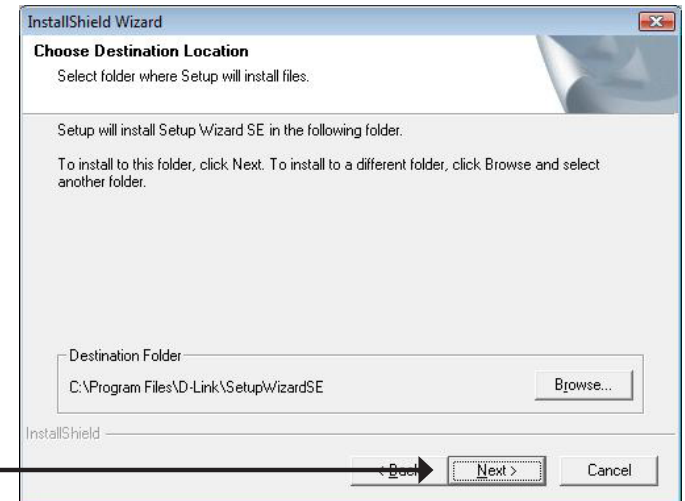 InstallShield Wizard
Choose Destination Location
Select folder where Setup will install files.
Setup will install Setup Wizard SE in the following folder.
To install to this folder, click Next. To install to a different folder, click Browse and select
another folder.
Destination Folder
C:\Program Files\D-Link\SetupWizardSE
Browse...
InstallShield
< Back
Next >
Cancel